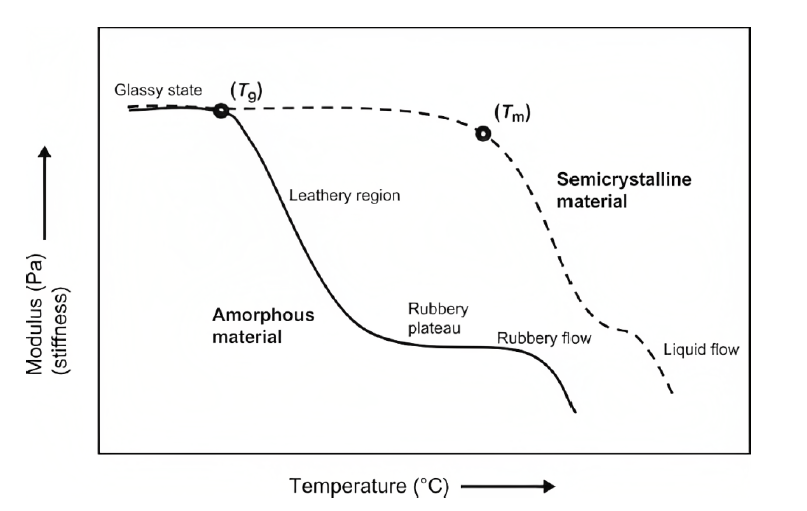 Glassy state
(Tg)
(Tm)
Semicrystalline
material
Leathery region
Amorphous
material
Rubbery
plateau
Rubbery flow
Liquid flow
Modulus (Pa)
(stiffness)
Temperature (°C)